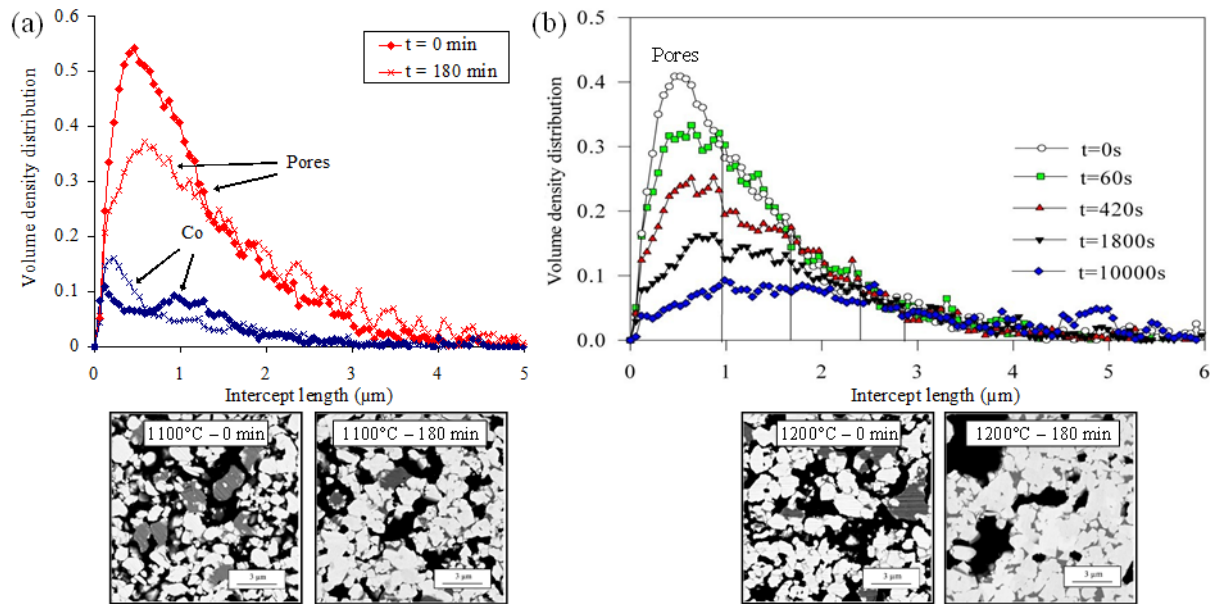 (a)
0.6
0.5
0.4
0.3
0.2
0.1
0
Volume density distribution
t = 0 min
t = 180 min
Pores
Co
0
1
2
3
4
5
Intercept length (µm)
1100°C – 0 min
3 µm
1100°C – 180 min
3 µm
(b)
0.5
0.4
0.3
0.2
0.1
0.0
Volume density distribution
Pores
t=0s
t=60s
t=420s
t=1800s
t=10000s
0
1
2
3
4
5
6
Intercept length (µm)
1200°C – 0 min
3 µm
1200°C – 180 min
3 µm